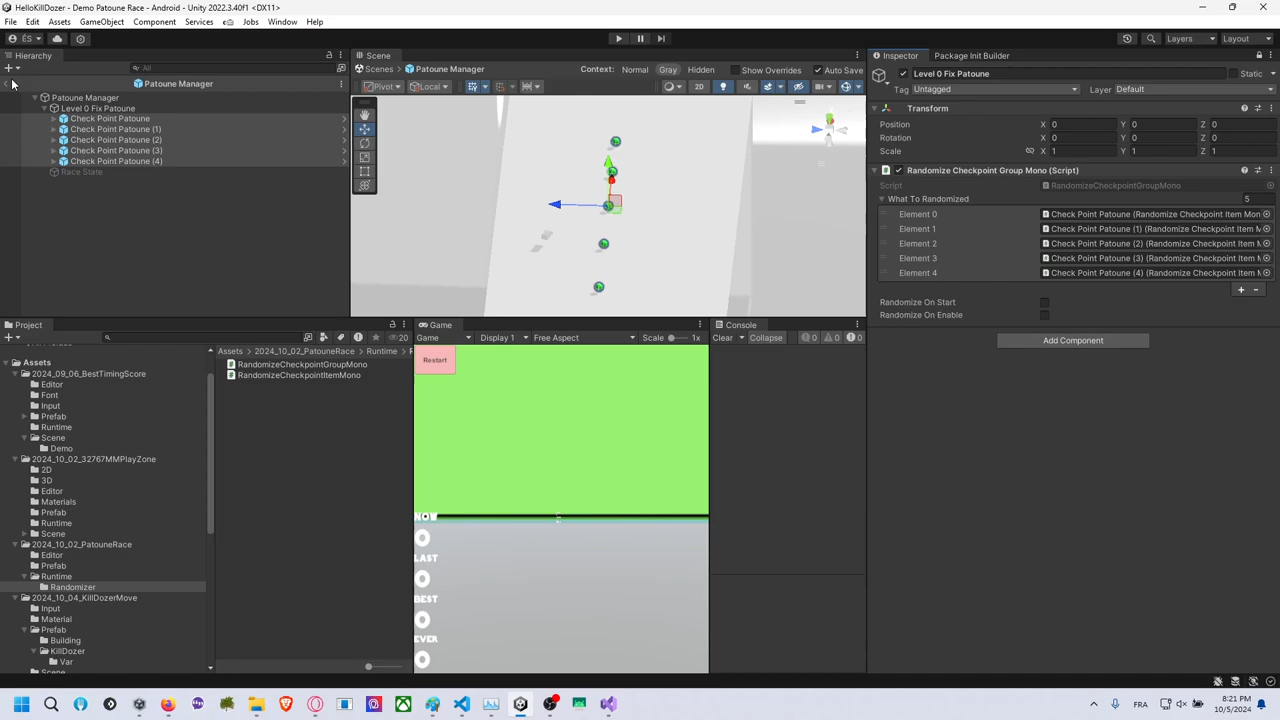 HelloKillDozer - Demo Patoune Race - Android - Unity 2022.3.40f1 <DX11>
File Edit Assets GameObject Component Services Jobs Window Help
ÉS Layers Layout
Hierarchy
All
Patoune Manager
Patoune Manager
Level 0 Fix Patoune
Check Point Patoune
Check Point Patoune (1)
Check Point Patoune (2)
Check Point Patoune (3)
Check Point Patoune (4)
Race State
Scene
Scenes Patoune Manager Context: Normal Gray Hidden Show Overrides Auto Save
Pivot Local 2D
Inspector Package Init Builder
Level 0 Fix Patoune Static
Tag Untagged Layer Default
Transform
Position X 0 Y 0 Z 0
Rotation X 0 Y 0 Z 0
Scale X 1 Y 1 Z 1
Randomize Checkpoint Group Mono (Script)
Script RandomizeCheckpointGroupMono
What To Randomized 5
Element 0 Check Point Patoune (Randomize Checkpoint Item Mon
Element 1 Check Point Patoune (1) (Randomize Checkpoint Item M
Element 2 Check Point Patoune (2) (Randomize Checkpoint Item M
Element 3 Check Point Patoune (3) (Randomize Checkpoint Item M
Element 4 Check Point Patoune (4) (Randomize Checkpoint Item M
Randomize On Start
Randomize On Enable
Add Component
Project
20
Assets
2024_09_06_BestTimingScore
Editor
Font
Input
Prefab
Runtime
Scene
Demo
2024_10_02_32767MMPlayZone
2D
3D
Editor
Materials
Prefab
Runtime
Scene
2024_10_02_PatouneRace
Editor
Prefab
Runtime
Randomizer
2024_10_04_KillDozerMove
Input
Material
Prefab
Building
KillDozer
Var
Scene
Assets 2024_10_02_PatouneRace Runtime
RandomizeCheckpointGroupMono
RandomizeCheckpointItemMono
Game
Game Display 1 Free Aspect Scale 1x
Restart
NOW
0
LAST
0
BEST
0
EVER
0
Console
Clear Collapse 0 0 0
FRA 8:21 PM
10/5/2024